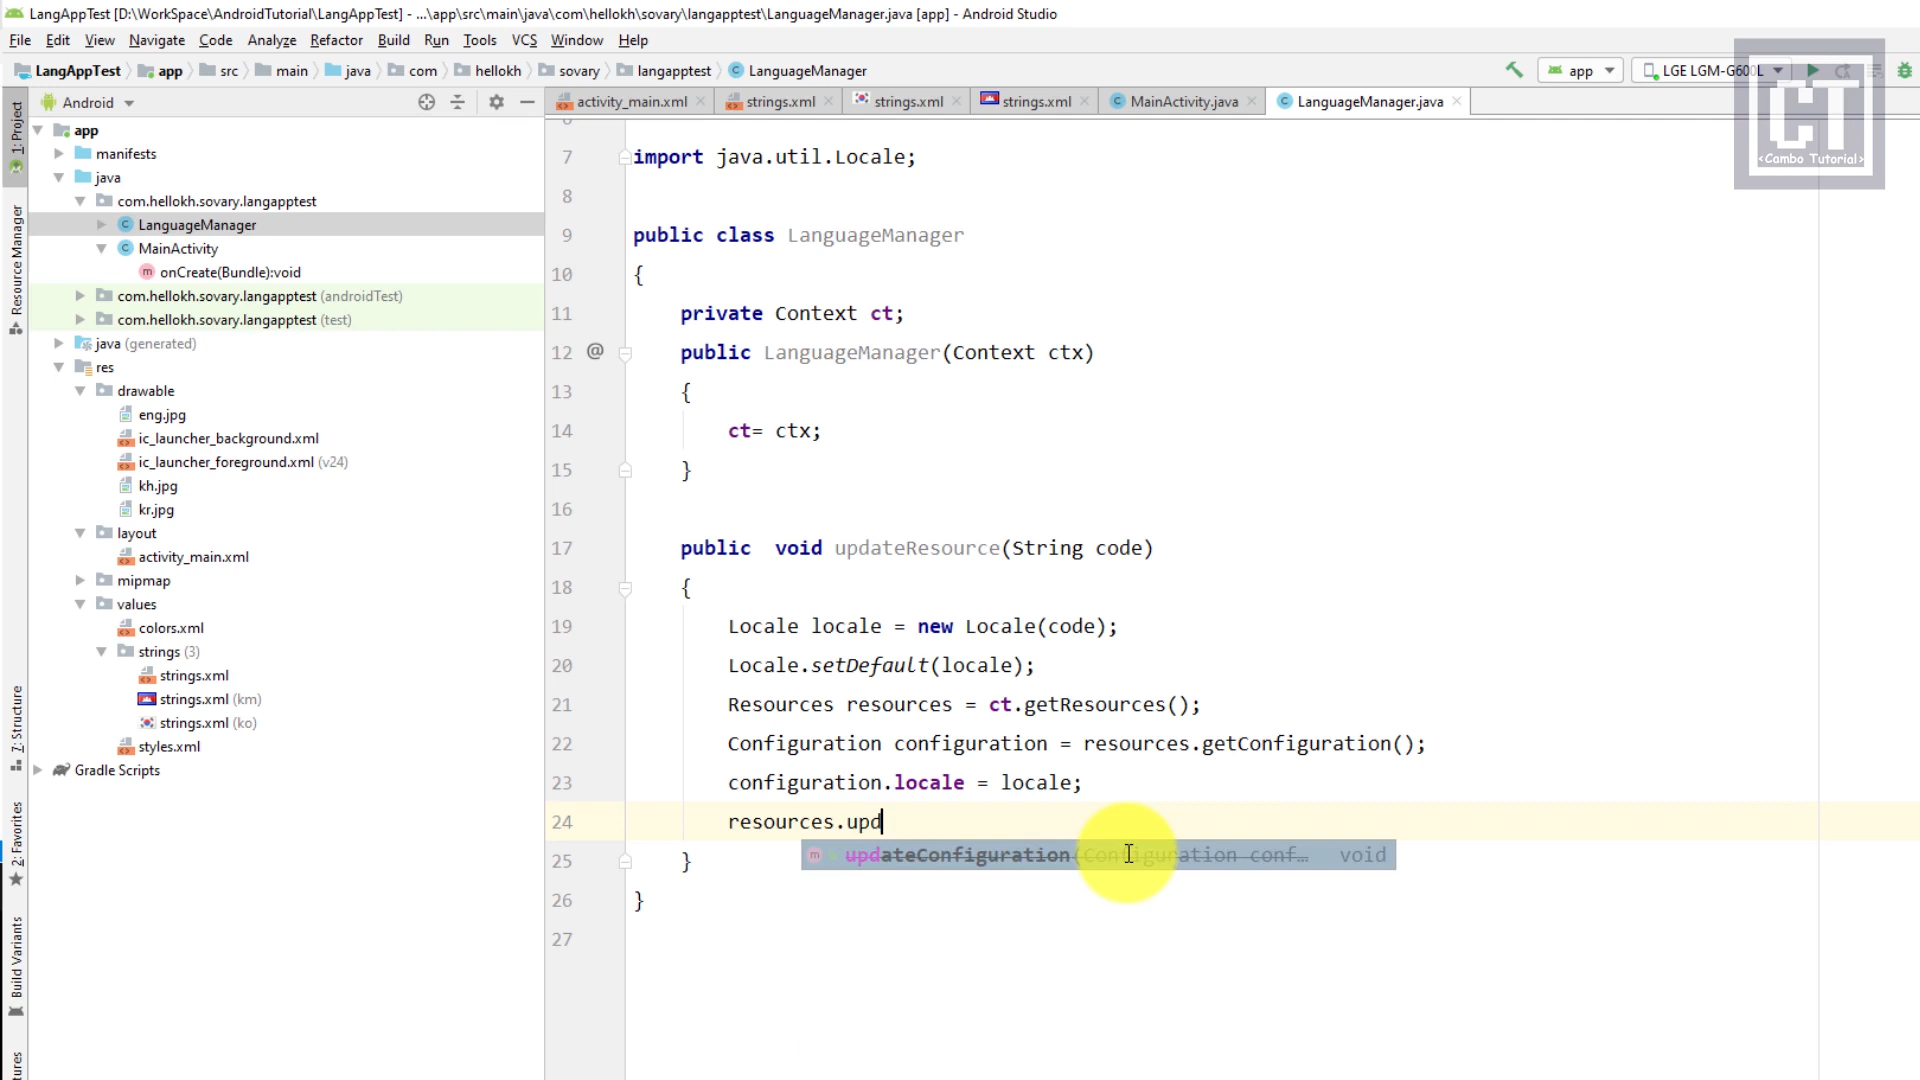 LangAppTest [D:\WorkSpace\AndroidTutorial\LangAppTest] - ...\app\src\main\java\com\hellokh\sovary\langapptest\LanguageManager.java [app] - Android Studio
File Edit View Navigate Code Analyze Refactor Build Run Tools VCS Window Help
LangAppTest app src main java com hellokh sovary langapptest LanguageManager
app LGE LGM-G600L
CT
<Cambo Tutorial>
Android
activity_main.xml strings.xml strings.xml strings.xml MainActivity.java LanguageManager.java
1: Project
Resource Manager
7: Structure
2: Favorites
Build Variants
app
manifests
java
com.hellokh.sovary.langapptest
LanguageManager
MainActivity
onCreate(Bundle):void
com.hellokh.sovary.langapptest (androidTest)
com.hellokh.sovary.langapptest (test)
java (generated)
res
drawable
eng.jpg
ic_launcher_background.xml
ic_launcher_foreground.xml (v24)
kh.jpg
kr.jpg
layout
activity_main.xml
mipmap
values
colors.xml
strings (3)
strings.xml
strings.xml (km)
strings.xml (ko)
styles.xml
Gradle Scripts
7 import java.util.Locale;
8
9 public class LanguageManager
10 {
11 private Context ct;
12 @ public LanguageManager(Context ctx)
13 {
14 ct= ctx;
15 }
16
17 public  void updateResource(String code)
18 {
19 Locale locale = new Locale(code);
20 Locale.setDefault(locale);
21 Resources resources = ct.getResources();
22 Configuration configuration = resources.getConfiguration();
23 configuration.locale = locale;
24 resources.upd
updateConfiguration(Configuration conf... void
25 }
26 }
27